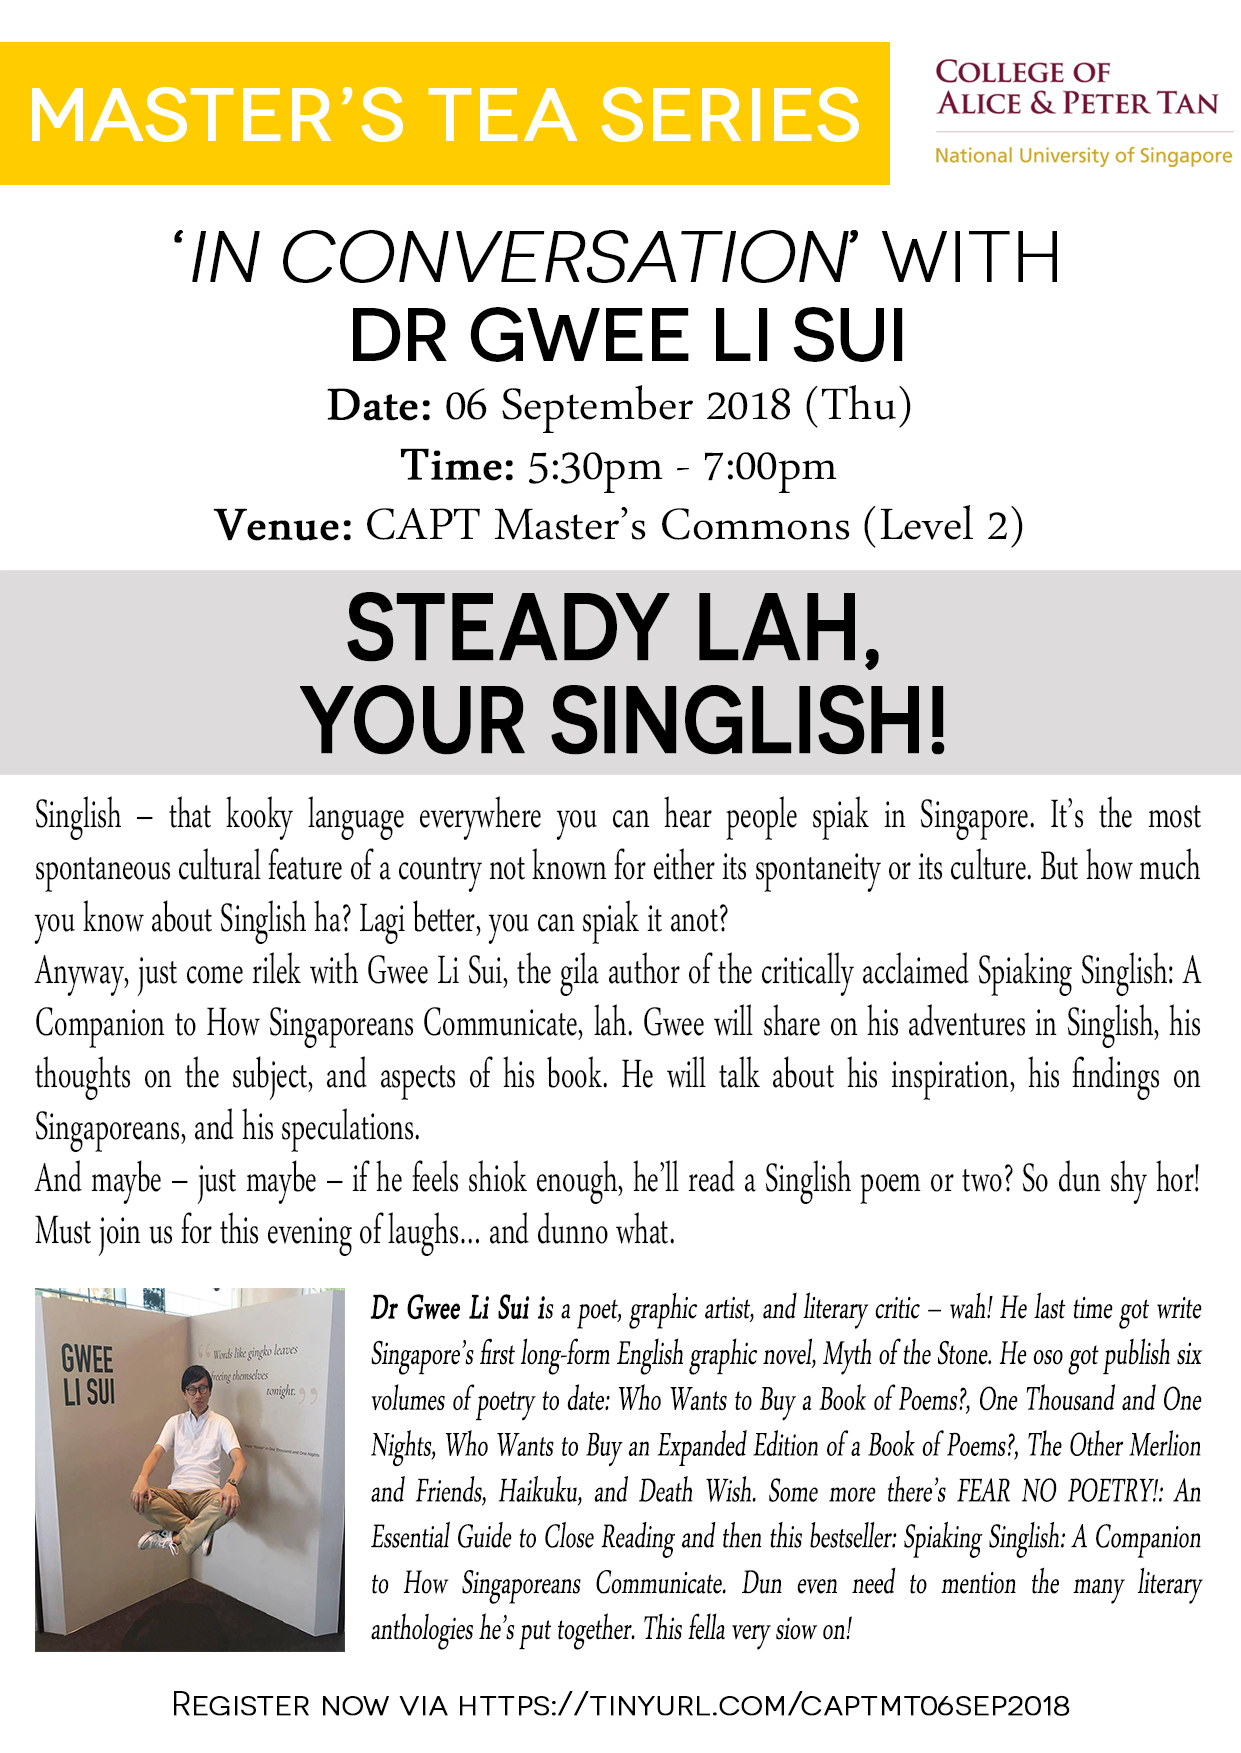 MASTER'S TEA SERIES
COLLEGE OF
ALICE & PETER TAN
National University of Singapore
'IN CONVERSATION' WITH
DR GWEE LI SUI
Date: 06 September 2018 (Thu)
Time: 5:30pm - 7:00pm
Venue: CAPT Master's Commons (Level 2)
STEADY LAH,
YOUR SINGLISH!
Singlish – that kooky language everywhere you can hear people spiak in Singapore. It's the most
spontaneous cultural feature of a country not known for either its spontaneity or its culture. But how much
you know about Singlish ha? Lagi better, you can spiak it anot?
Anyway, just come rilek with Gwee Li Sui, the gila author of the critically acclaimed Spiaking Singlish: A
Companion to How Singaporeans Communicate, lah. Gwee will share on his adventures in Singlish, his
thoughts on the subject, and aspects of his book. He will talk about his inspiration, his findings on
Singaporeans, and his speculations.
And maybe – just maybe – if he feels shiok enough, he'll read a Singlish poem or two? So dun shy hor!
Must join us for this evening of laughs... and dunno what.
GWEE
LI SUI
“Words like gingko leaves
freeing themselves
tonight.”
Dr Gwee Li Sui is a poet, graphic artist, and literary critic – wah! He last time got write
Singapore's first long-form English graphic novel, Myth of the Stone. He oso got publish six
volumes of poetry to date: Who Wants to Buy a Book of Poems?, One Thousand and One
Nights, Who Wants to Buy an Expanded Edition of a Book of Poems?, The Other Merlion
and Friends, Haikuku, and Death Wish. Some more there's FEAR NO POETRY!: An
Essential Guide to Close Reading and then this bestseller: Spiaking Singlish: A Companion
to How Singaporeans Communicate. Dun even need to mention the many literary
anthologies he's put together. This fella very siow on!
REGISTER NOW VIA HTTPS://TINYURL.COM/CAPTMT06SEP2018